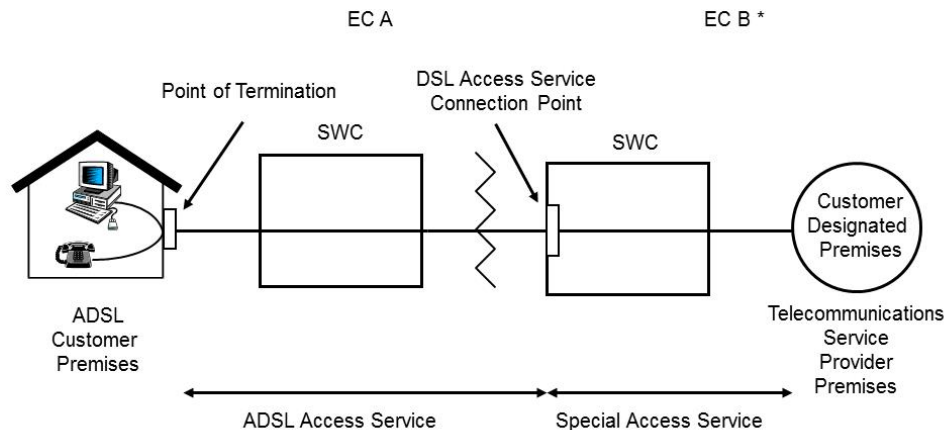 EC A
EC B *
Point of Termination
DSL Access Service
Connection Point
SWC
SWC
Customer
Designated
Premises
ADSL
Customer
Premises
Telecommunications
Service
Provider
Premises
ADSL Access Service
Special Access Service